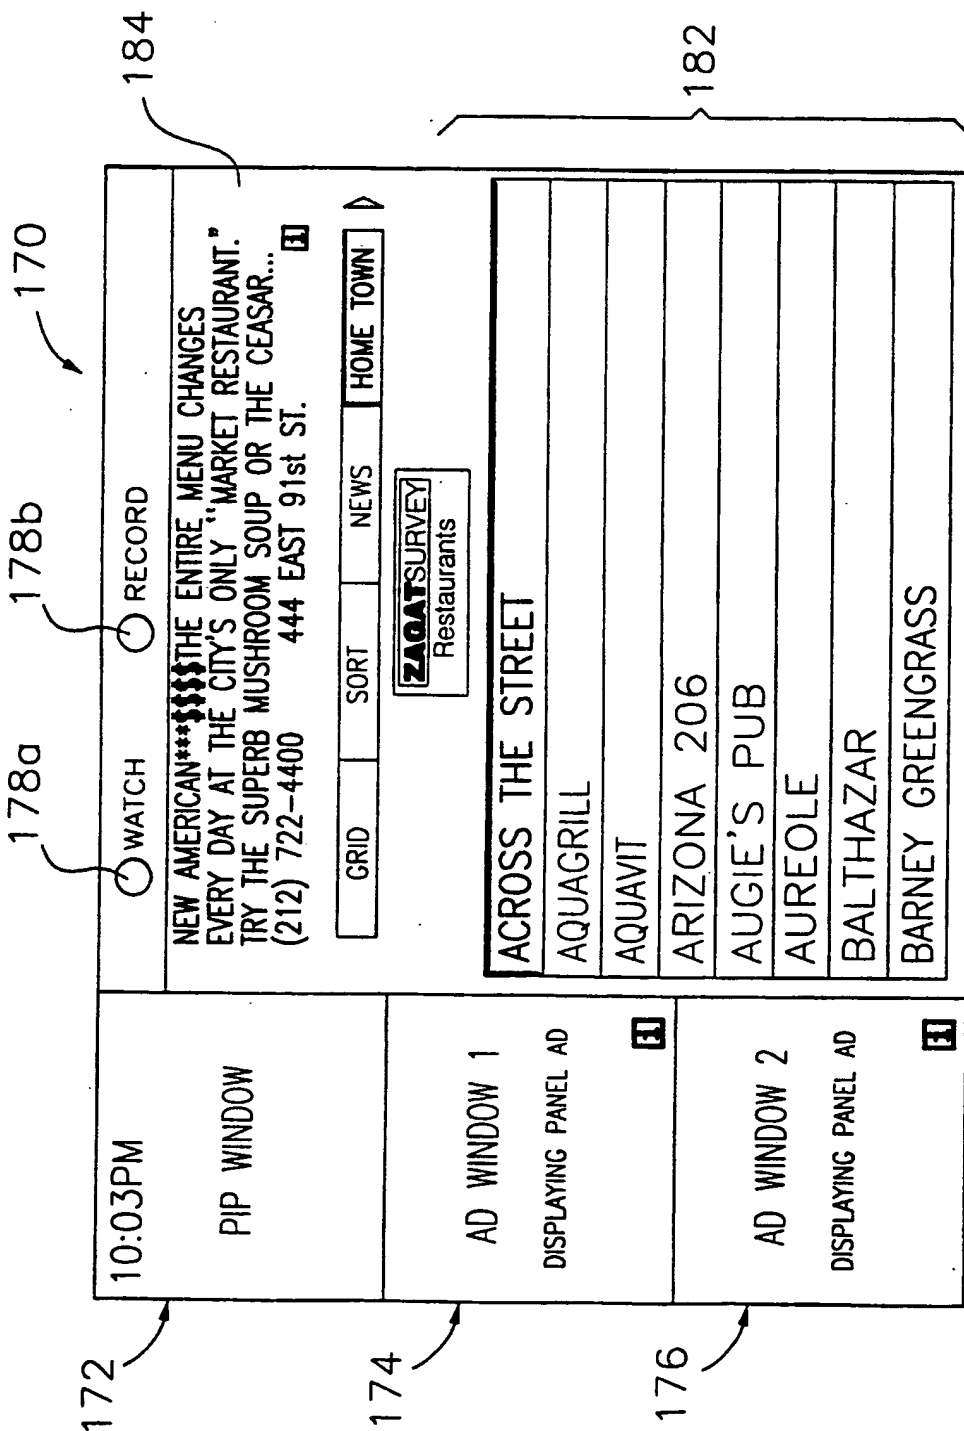 170
178a
178b
184
WATCH
RECORD
10:03PM
172
PIP WINDOW
NEW AMERICAN***$$$$THE ENTIRE MENU CHANGES
EVERY DAY AT THE CITY'S ONLY "MARKET RESTAURANT."
TRY THE SUPERB MUSHROOM SOUP OR THE CEASAR...
(212) 722-4400 444 EAST 91st ST. i
GRID SORT NEWS HOME TOWN
ZAGATSURVEY
Restaurants
174
AD WINDOW 1
DISPLAYING PANEL AD
i
176
AD WINDOW 2
DISPLAYING PANEL AD
i
ACROSS THE STREET
AQUAGRILL
AQUAVIT
ARIZONA 206
AUGIE'S PUB
AUREOLE
BALTHAZAR
BARNEY GREENGRASS
182